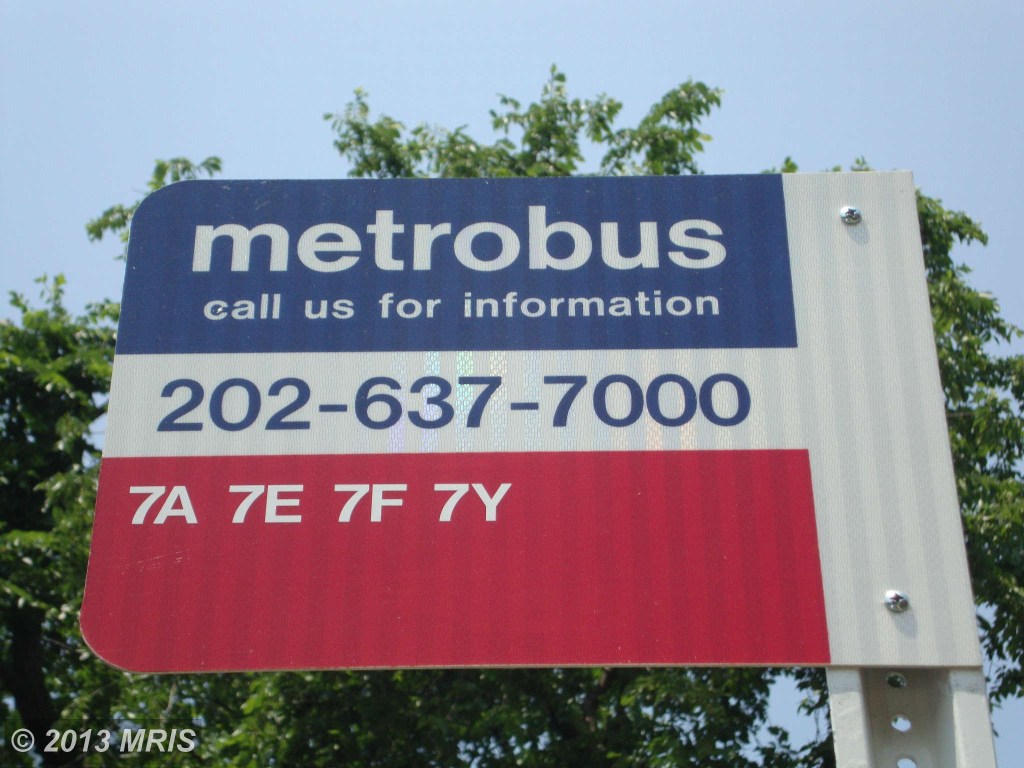 metrobus
call us for information
202-637-7000
7A 7E 7F 7Y
© 2013 MRIS